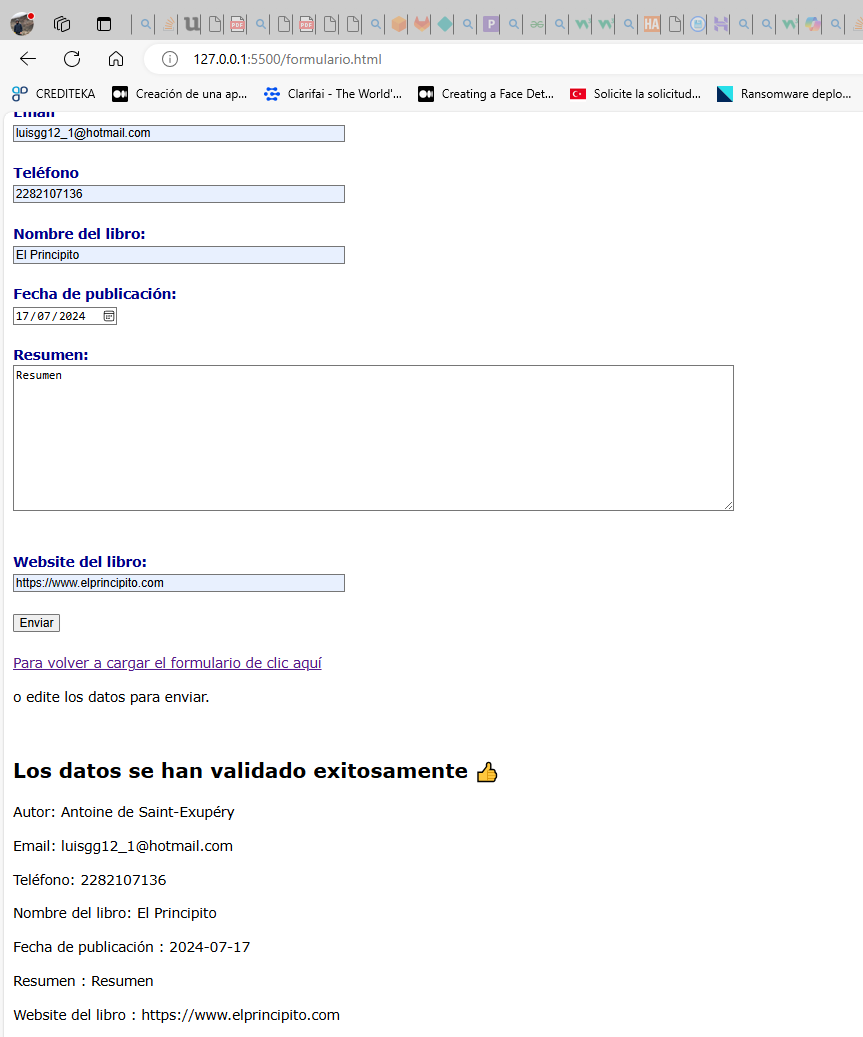 127.0.0.1:5500/formulario.html
CREDITEKA Creación de una ap... Clarifai - The World'... Creating a Face Det... Solicite la solicitud... Ransomware deplo...
Email
luisgg12_1@hotmail.com
Teléfono
2282107136
Nombre del libro:
El Principito
Fecha de publicación:
17/07/2024
Resumen:
Resumen
Website del libro:
https://www.elprincipito.com
Enviar
Para volver a cargar el formulario de clic aquí
o edite los datos para enviar.
Los datos se han validado exitosamente 👍
Autor: Antoine de Saint-Exupéry
Email: luisgg12_1@hotmail.com
Teléfono: 2282107136
Nombre del libro: El Principito
Fecha de publicación : 2024-07-17
Resumen : Resumen
Website del libro : https://www.elprincipito.com